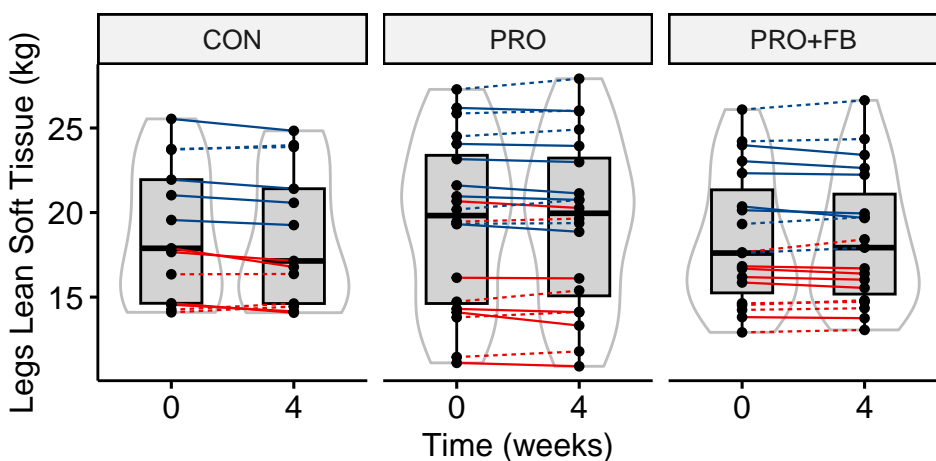 CON PRO PRO+FB
Legs Lean Soft Tissue (kg)
25
20
15
0 4 0 4 0 4
Time (weeks)